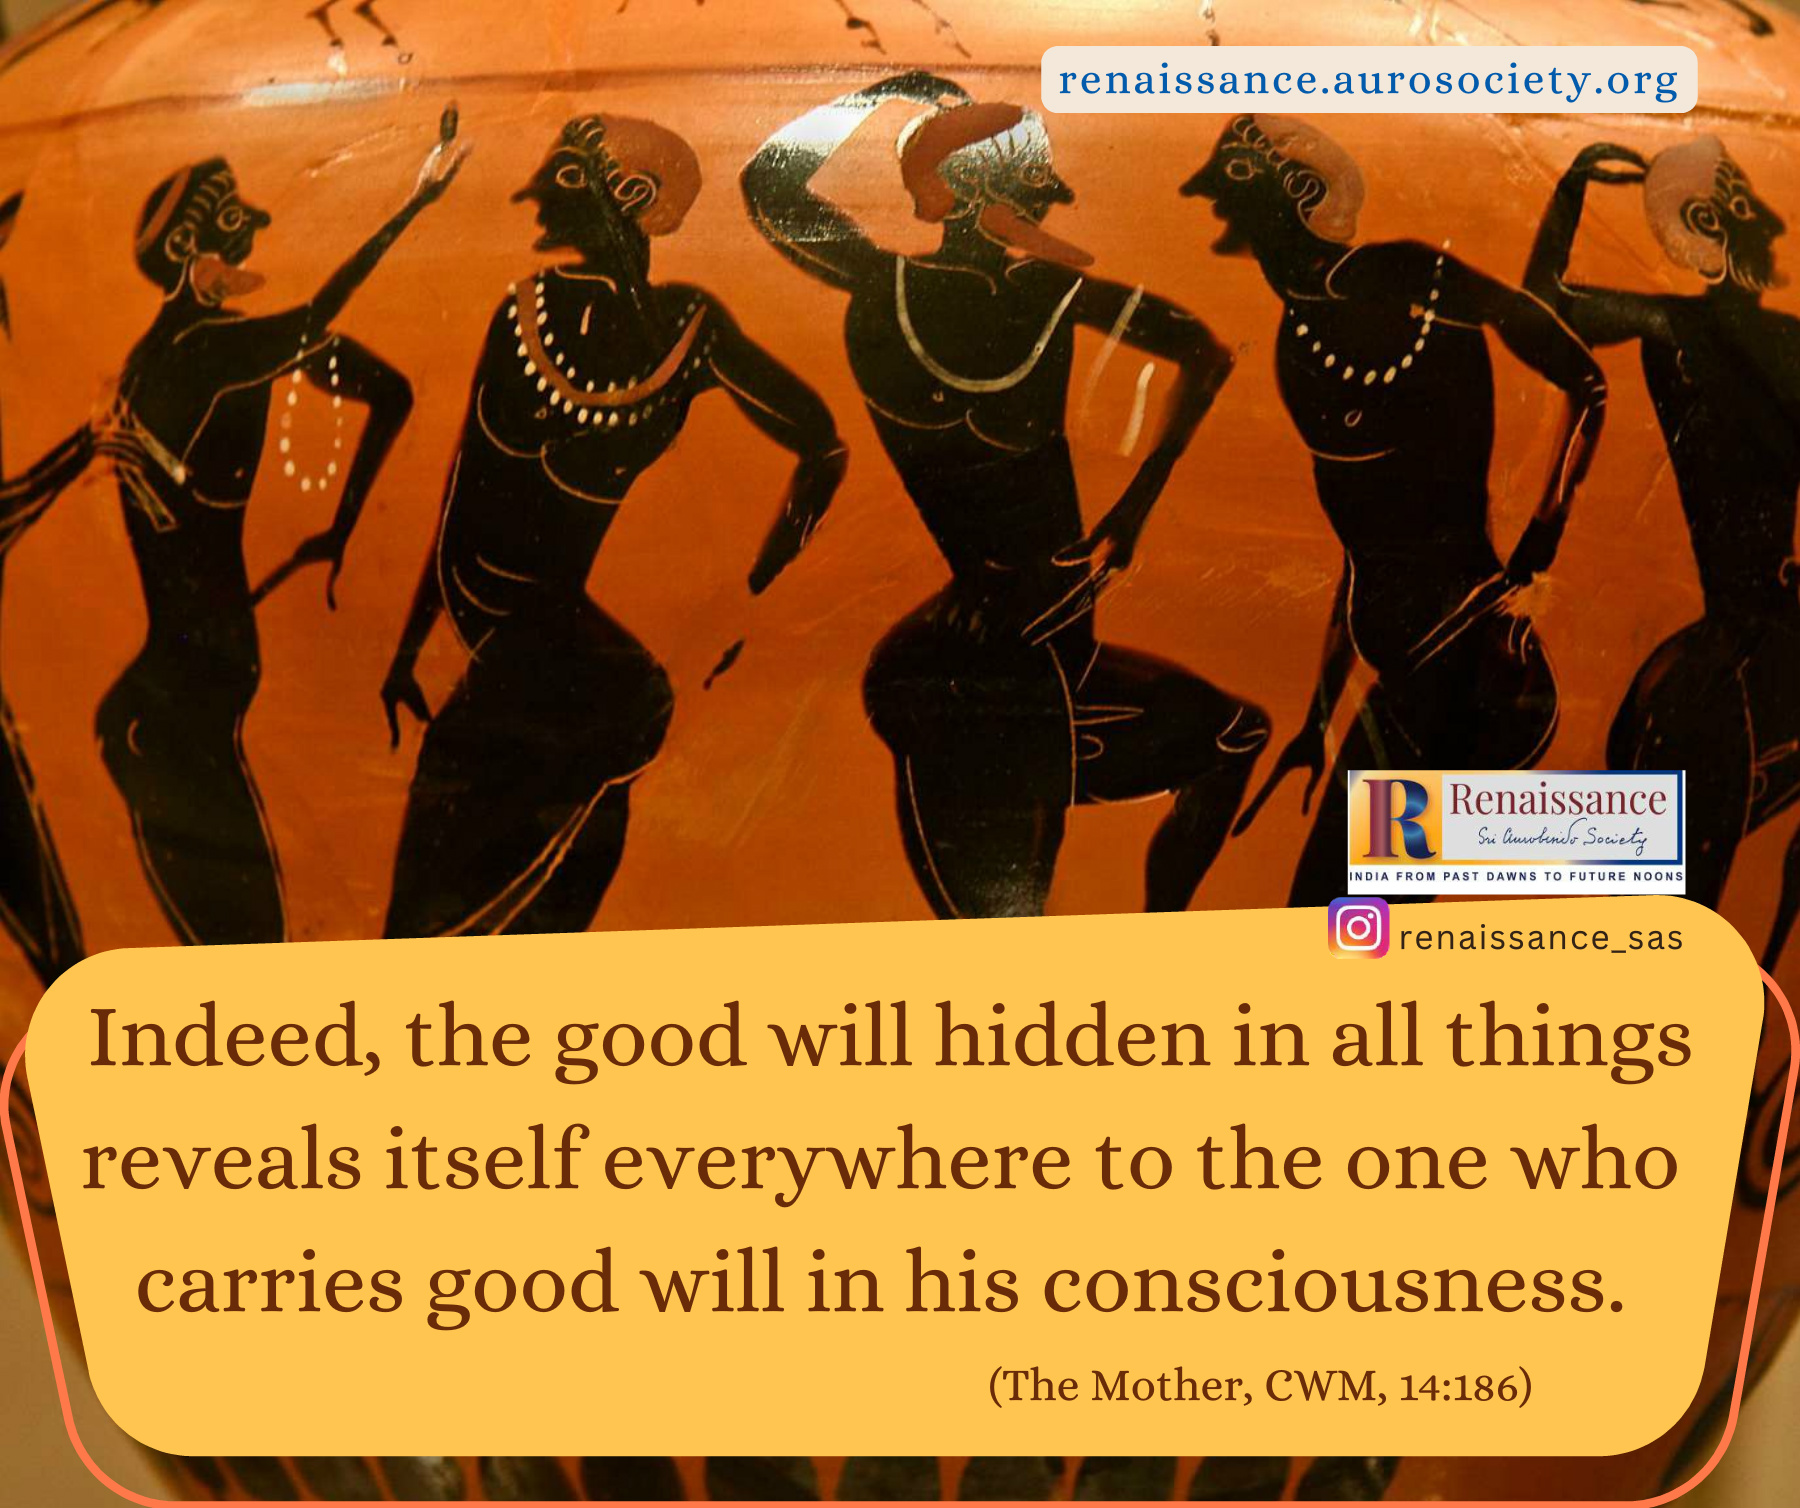 renaissance.aurosociety.org
R Renaissance
Sri Aurobindo Society
INDIA FROM PAST DAWNS TO FUTURE NOONS
renaissance_sas
Indeed, the good will hidden in all things
reveals itself everywhere to the one who
carries good will in his consciousness.
(The Mother, CWM, 14:186)